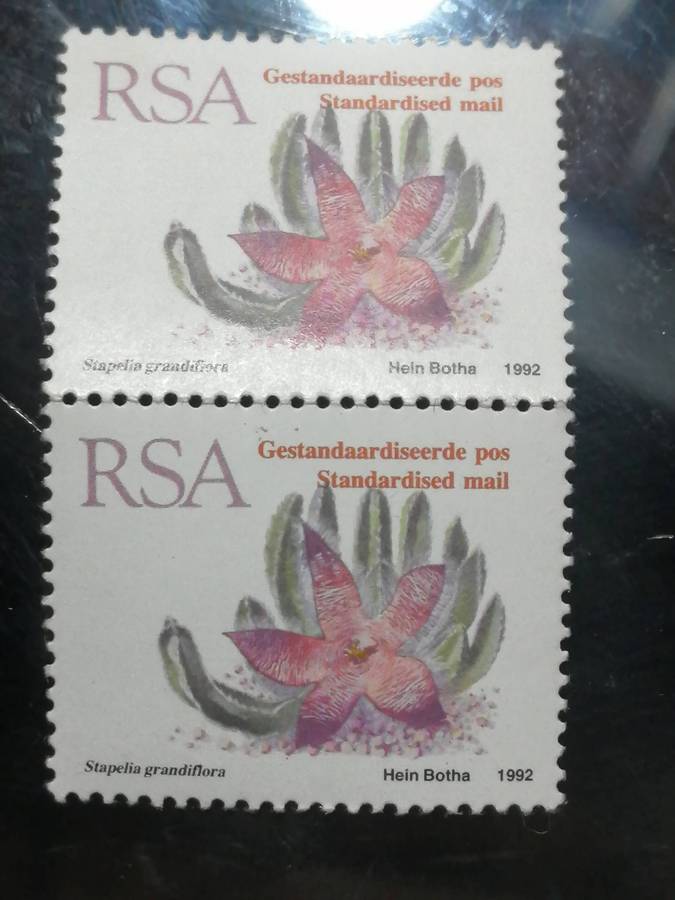 RSA Gestandaardiseerde pos
Standardised mail
Stapelia grandiflora Hein Botha 1992
RSA Gestandaardiseerde pos
Standardised mail
Stapelia grandiflora Hein Botha 1992